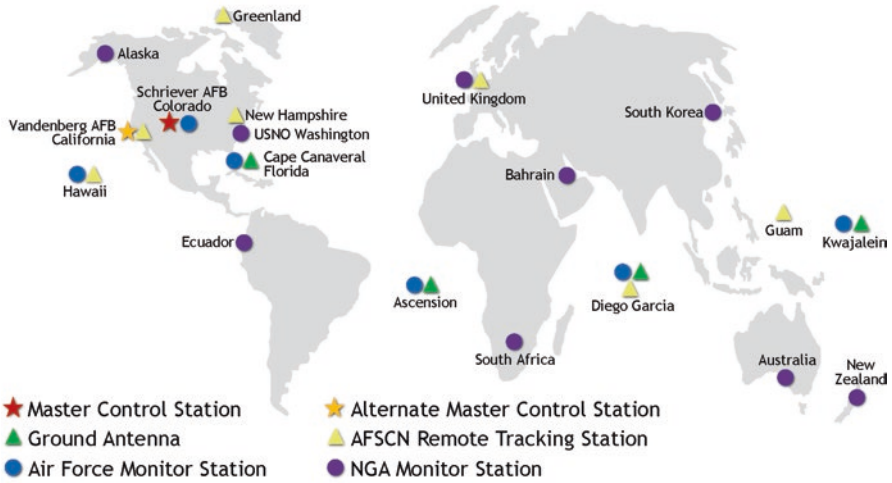 Greenland
Alaska
Schriever AFB
Colorado
New Hampshire
Vandenberg AFB
California
USNO Washington
Cape Canaveral
Florida
Hawaii
Ecuador
United Kingdom
South Korea
Bahrain
Guam
Kwajalein
Ascension
Diego Garcia
South Africa
Australia
New
Zealand
Master Control Station
Alternate Master Control Station
Ground Antenna
AFSCN Remote Tracking Station
Air Force Monitor Station
NGA Monitor Station